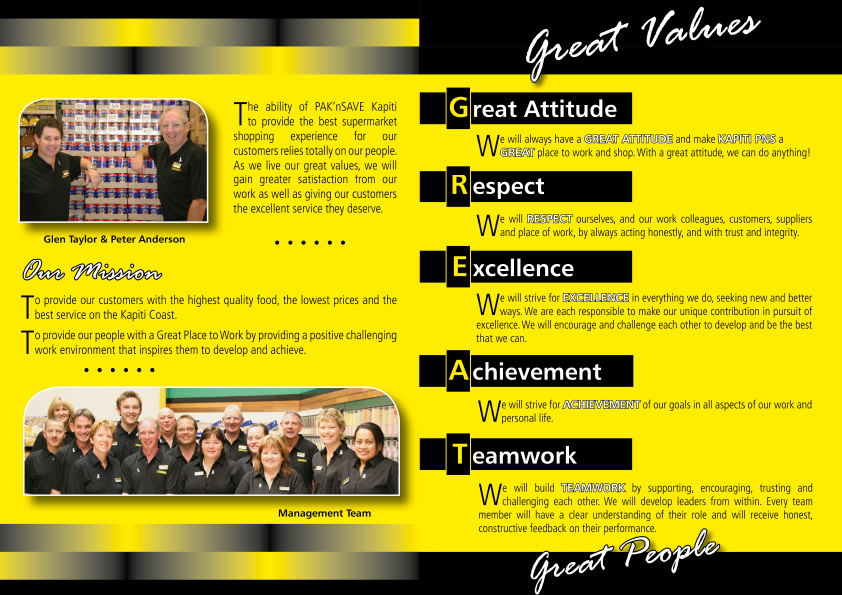 The ability of PAK'nSAVE Kapiti
to provide the best supermarket
shopping experience for our
customers relies totally on our people.
As we live our great values, we will
gain greater satisfaction from our
work as well as giving our customers
the excellent service they deserve.
Glen Taylor & Peter Anderson
Our Mission
To provide our customers with the highest quality food, the lowest prices and the
best service on the Kapiti Coast.
To provide our people with a Great Place to Work by providing a positive challenging
work environment that inspires them to develop and achieve.
Management Team
Great Values
Great Attitude
We will always have a GREAT ATTITUDE and make KAPITI PNS a
GREAT place to work and shop. With a great attitude, we can do anything!
Respect
We will RESPECT ourselves, and our work colleagues, customers, suppliers
and place of work, by always acting honestly, and with trust and integrity.
Excellence
We will strive for EXCELLENCE in everything we do, seeking new and better
ways. We are each responsible to make our unique contribution in pursuit of
excellence. We will encourage and challenge each other to develop and be the best
that we can.
Achievement
We will strive for ACHIEVEMENT of our goals in all aspects of our work and
personal life.
Teamwork
We will build TEAMWORK by supporting, encouraging, trusting and
challenging each other. We will develop leaders from within. Every team
member will have a clear understanding of their role and will receive honest,
constructive feedback on their performance.
Great People